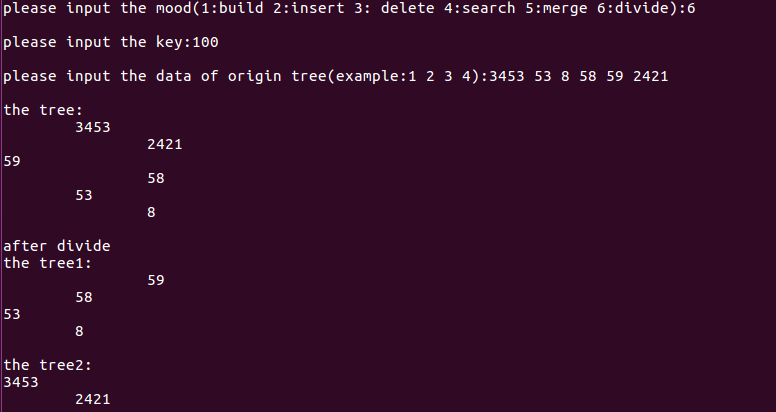 please input the mood(1:build 2:insert 3: delete 4:search 5:merge 6:divide):6
please input the key:100
please input the data of origin tree(example:1 2 3 4):3453 53 8 58 59 2421
the tree:
3453
2421
59
58
53
8
after divide
the tree1:
59
58
53
8
the tree2:
3453
2421